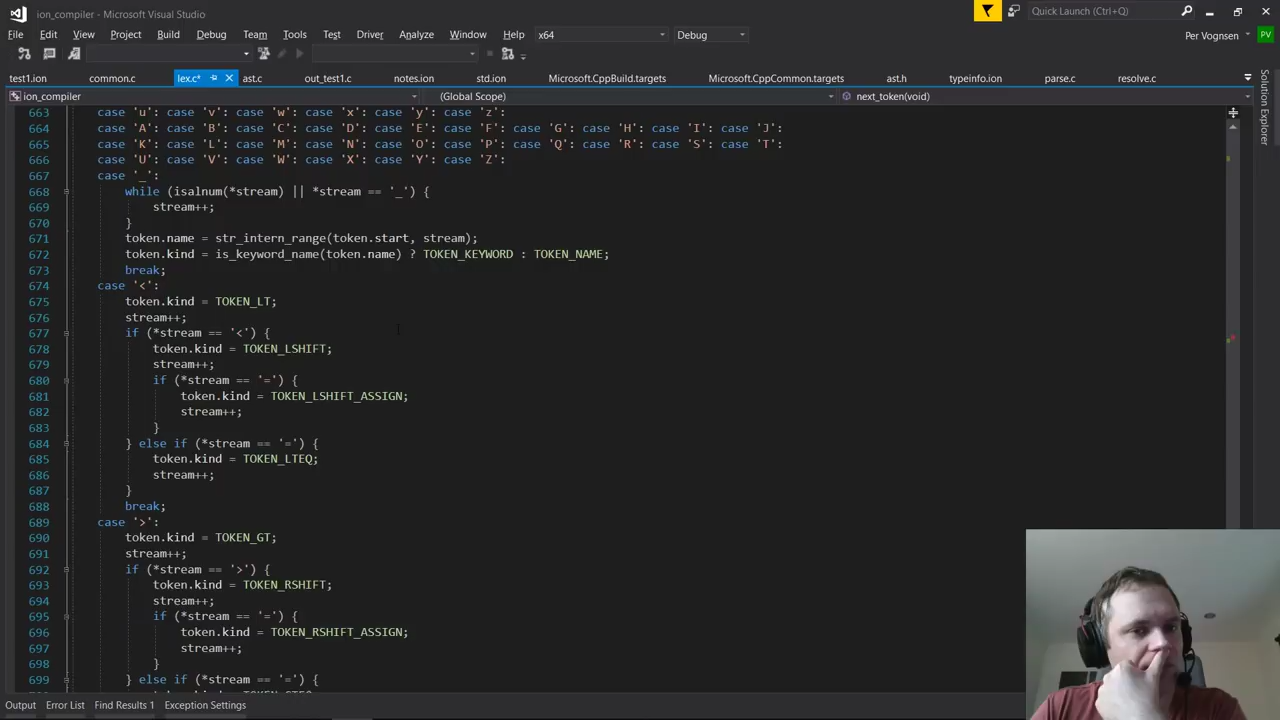 ion_compiler - Microsoft Visual Studio
Quick Launch (Ctrl+Q)
File Edit View Project Build Debug Team Tools Test Driver Analyze Window Help x64 Debug Per Vognsen PV
test1.ion common.c lex.c* ast.c out_test1.c notes.ion std.ion Microsoft.CppBuild.targets Microsoft.CppCommon.targets ast.h typeinfo.ion parse.c resolve.c
ion_compiler (Global Scope) next_token(void)
Solution Explorer
663 case 'u': case 'v': case 'w': case 'x': case 'y': case 'z':
664 case 'A': case 'B': case 'C': case 'D': case 'E': case 'F': case 'G': case 'H': case 'I': case 'J':
665 case 'K': case 'L': case 'M': case 'N': case 'O': case 'P': case 'Q': case 'R': case 'S': case 'T':
666 case 'U': case 'V': case 'W': case 'X': case 'Y': case 'Z':
667 case '_':
668 while (isalnum(*stream) || *stream == '_') {
669 stream++;
670 }
671 token.name = str_intern_range(token.start, stream);
672 token.kind = is_keyword_name(token.name) ? TOKEN_KEYWORD : TOKEN_NAME;
673 break;
674 case '<':
675 token.kind = TOKEN_LT;
676 stream++;
677 if (*stream == '<') {
678 token.kind = TOKEN_LSHIFT;
679 stream++;
680 if (*stream == '=') {
681 token.kind = TOKEN_LSHIFT_ASSIGN;
682 stream++;
683 }
684 } else if (*stream == '=') {
685 token.kind = TOKEN_LTEQ;
686 stream++;
687 }
688 break;
689 case '>':
690 token.kind = TOKEN_GT;
691 stream++;
692 if (*stream == '>') {
693 token.kind = TOKEN_RSHIFT;
694 stream++;
695 if (*stream == '=') {
696 token.kind = TOKEN_RSHIFT_ASSIGN;
697 stream++;
698 }
699 } else if (*stream == '=') {
token.kind = TOKEN_GTEQ
Output Error List Find Results 1 Exception Settings